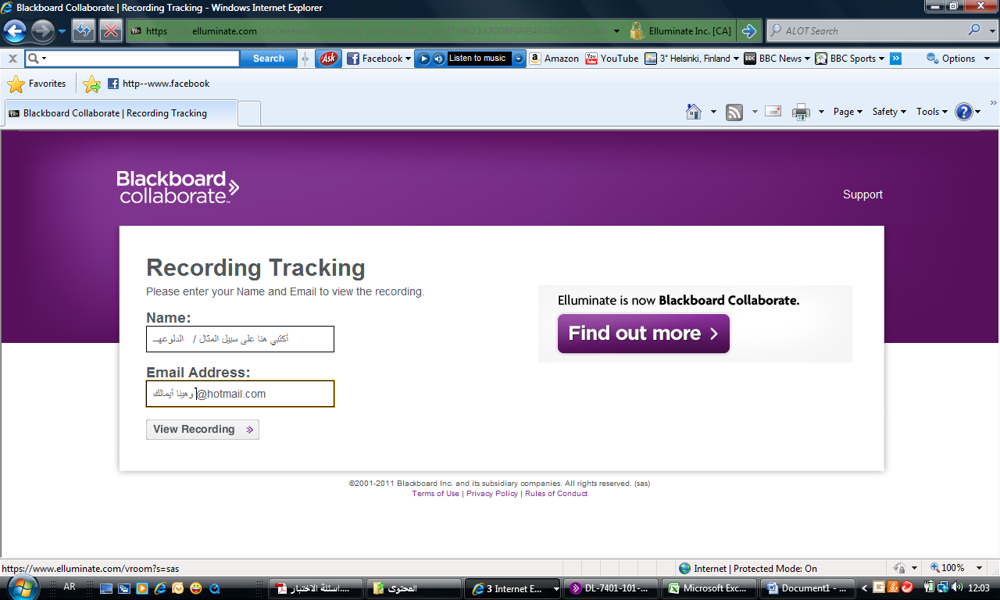 Blackboard Collaborate | Recording Tracking - Windows Internet Explorer
https elluminate.com Elluminate Inc. [CA] ALOT Search
Search Ask Facebook Listen to music Amazon YouTube 3° Helsinki, Finland BBC News BBC Sports Options
Favorites http--www.facebook
Blackboard Collaborate | Recording Tracking Page Safety Tools
Blackboard
collaborate™
Support
Recording Tracking
Please enter your Name and Email to view the recording.
Name:
أكتبي هنا على سبيل المثال / الدلوعهـ
Email Address:
وهينا أيمالك @hotmail.com
View Recording
Elluminate is now Blackboard Collaborate.
Find out more
©2001-2011 Blackboard Inc. and its subsidiary companies. All rights reserved. (sas)
Terms of Use | Privacy Policy | Rules of Conduct
https://www.elluminate.com/vroom?s=sas Internet | Protected Mode: On 100%
AR اسئلة الاختبار.... المحتوى 3 Internet E... DL-7401-101-... Microsoft Exc... Document1 - ... 12:03